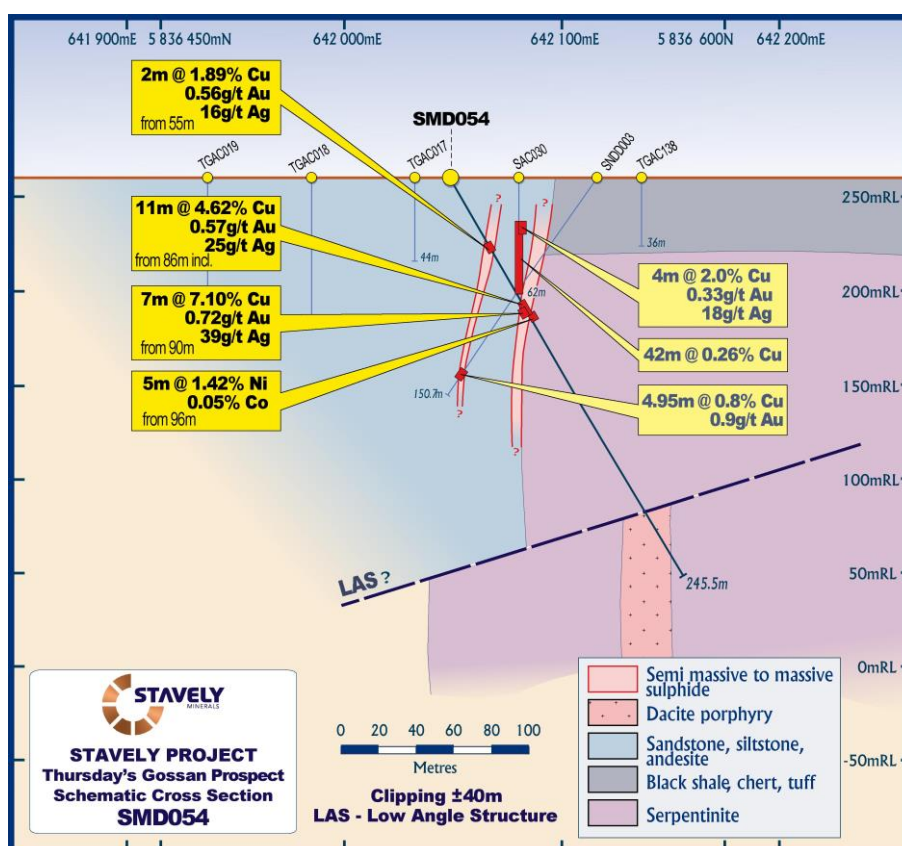 641 900mE
5 836 450mN
642 000mE
642 100mE
5 836 600N
642 200mE
2m @ 1.89% Cu
0.56g/t Au
16g/t Ag
from 55m
SMD054
TGAC019
TGAC018
TGAC017
SAC030
SNDD003
TGAC138
250mRL
?
?
11m @ 4.62% Cu
0.57g/t Au
25g/t Ag
from 86m incl.
44m
36m
4m @ 2.0% Cu
0.33g/t Au
18g/t Ag
200mRL
62m
7m @ 7.10% Cu
0.72g/t Au
39g/t Ag
from 90m
42m @ 0.26% Cu
5m @ 1.42% Ni
0.05% Co
from 96m
150.7m
4.95m @ 0.8% Cu
0.9g/t Au
150mRL
?
?
100mRL
LAS ?
245.5m
50mRL
0mRL
STAVELY
MINERALS
STAVELY PROJECT
Thursday's Gossan Prospect
Schematic Cross Section
SMD054
0 20 40 60 80 100
Metres
Clipping ±40m
LAS - Low Angle Structure
Semi massive to massive
sulphide
Dacite porphyry
Sandstone, siltstone,
andesite
Black shale, chert, tuff
Serpentinite
-50mRL